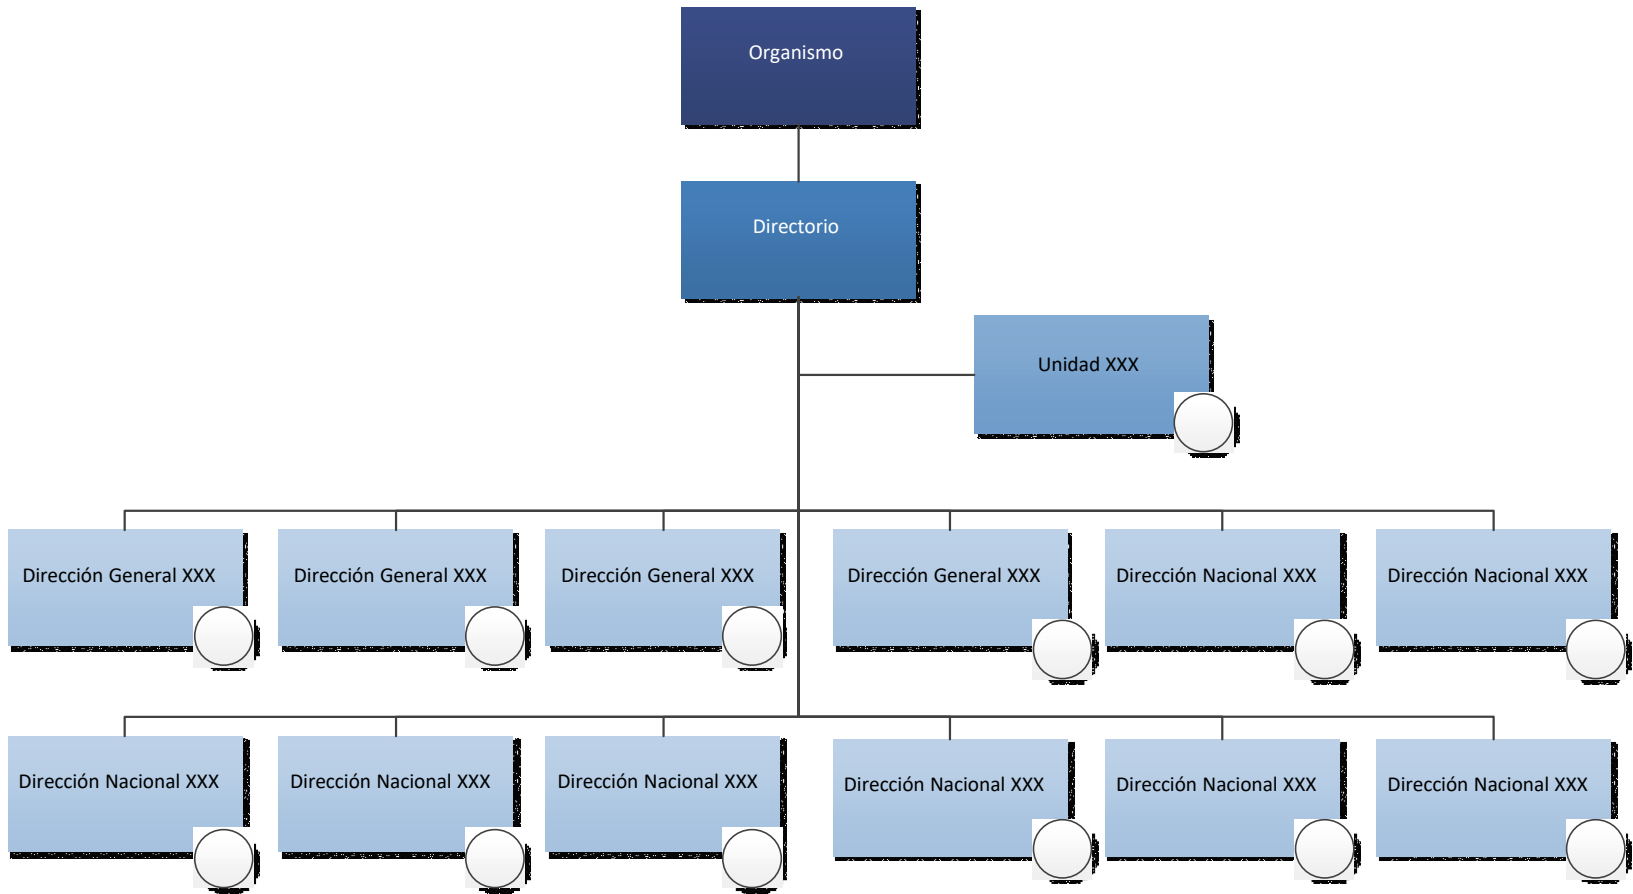 Organismo
Directorio
Unidad XXX
Dirección General XXX
Dirección General XXX
Dirección General XXX
Dirección General XXX
Dirección Nacional XXX
Dirección Nacional XXX
Dirección Nacional XXX
Dirección Nacional XXX
Dirección Nacional XXX
Dirección Nacional XXX
Dirección Nacional XXX
Dirección Nacional XXX